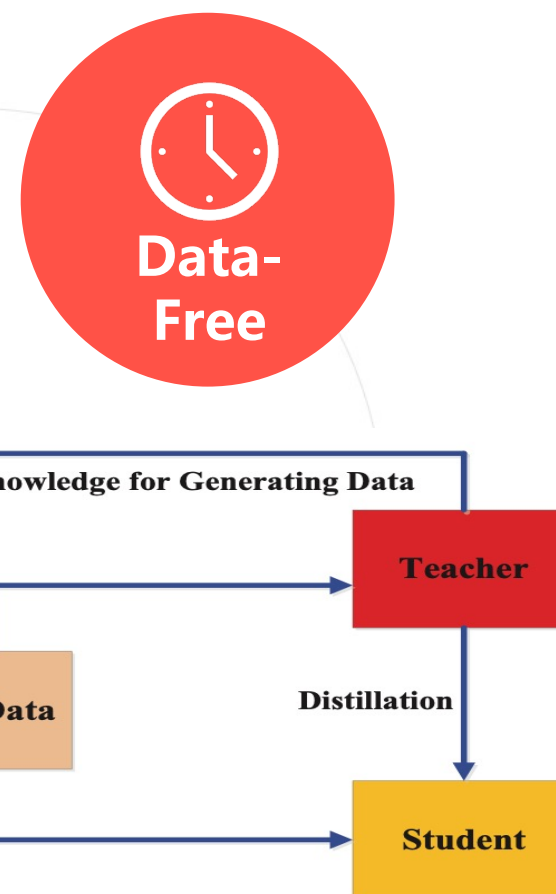 Data-
Free
nowledge for Generating Data
Teacher
Distillation
Data
Student